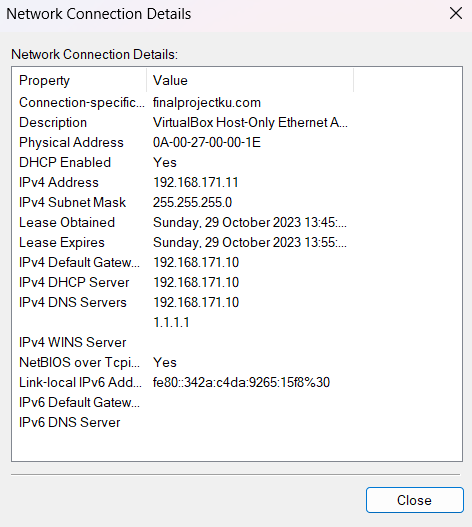 Network Connection Details
Network Connection Details:
Property Value
Connection-specific... finalprojectku.com
Description VirtualBox Host-Only Ethernet A...
Physical Address 0A-00-27-00-00-1E
DHCP Enabled Yes
IPv4 Address 192.168.171.11
IPv4 Subnet Mask 255.255.255.0
Lease Obtained Sunday, 29 October 2023 13:45:...
Lease Expires Sunday, 29 October 2023 13:55:...
IPv4 Default Gatew... 192.168.171.10
IPv4 DHCP Server 192.168.171.10
IPv4 DNS Servers 192.168.171.10
1.1.1.1
IPv4 WINS Server
NetBIOS over Tcpi... Yes
Link-local IPv6 Add... fe80::342a:c4da:9265:15f8%30
IPv6 Default Gatew...
IPv6 DNS Server
Close